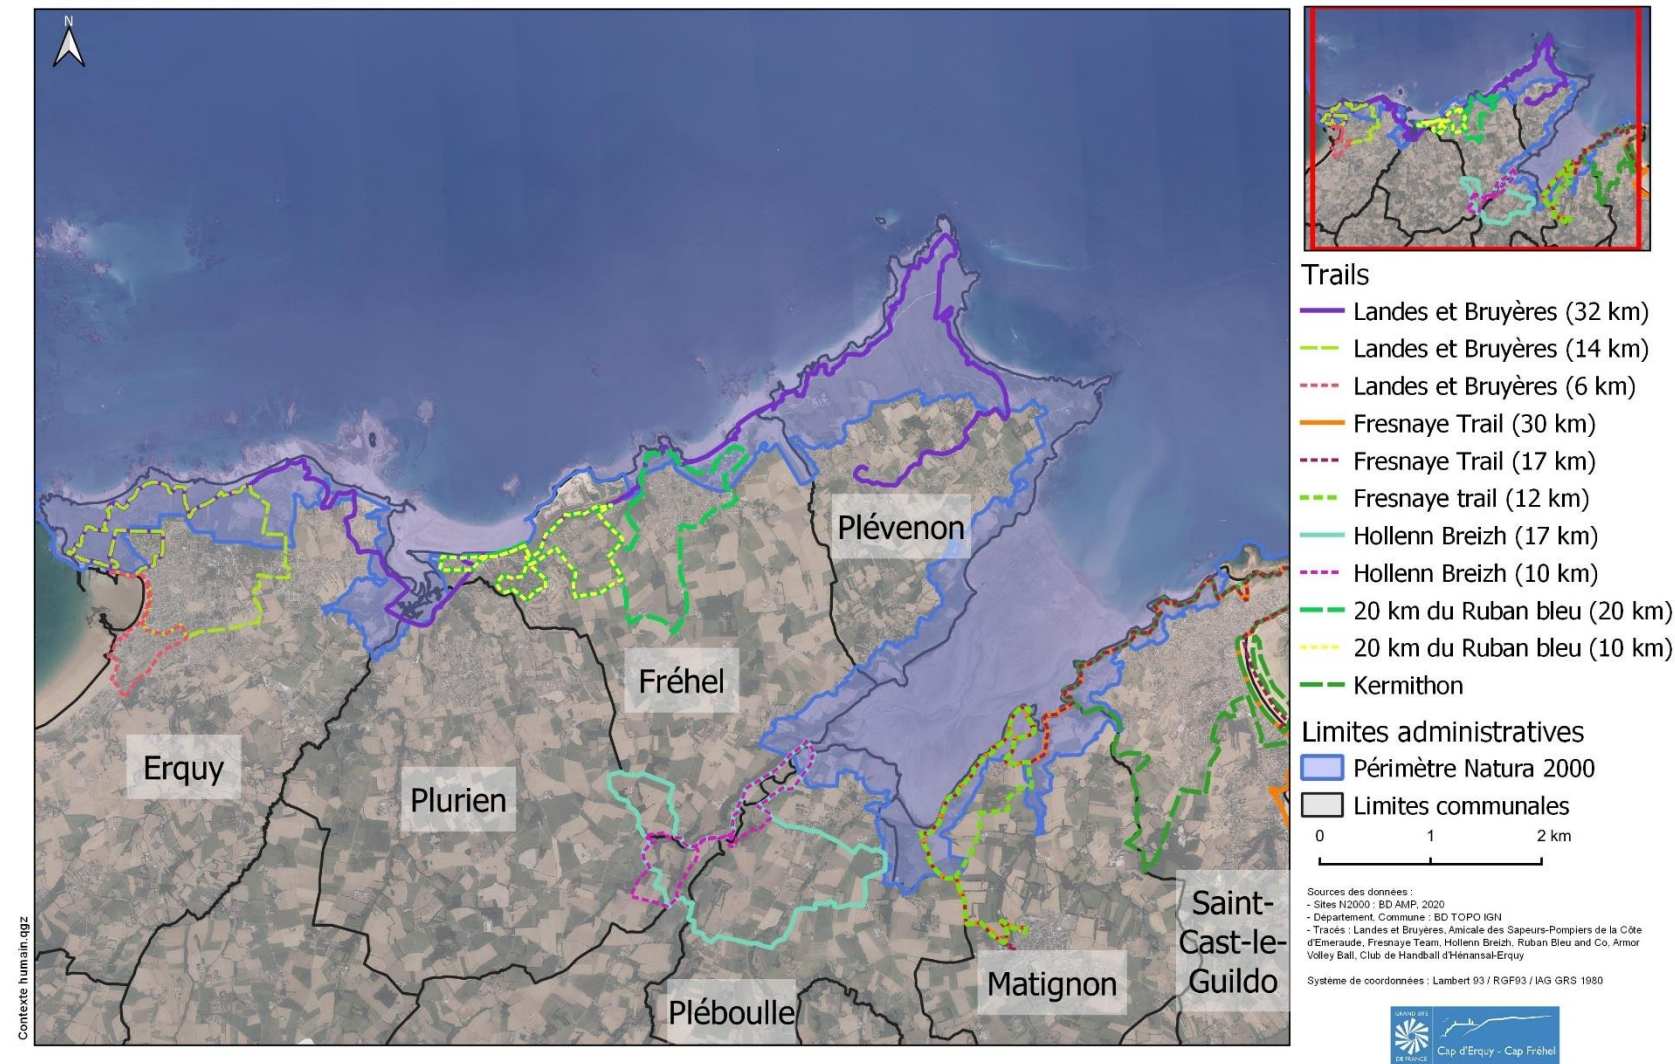 N
Erquy
Plurien
Fréhel
Plévenon
Pléboulle
Matignon
Saint-
Cast-le-
Guildo
Contexte humain.qgz
Trails
Landes et Bruyères (32 km)
Landes et Bruyères (14 km)
Landes et Bruyères (6 km)
Fresnaye Trail (30 km)
Fresnaye Trail (17 km)
Fresnaye trail (12 km)
Hollenn Breizh (17 km)
Hollenn Breizh (10 km)
20 km du Ruban bleu (20 km)
20 km du Ruban bleu (10 km)
Kermithon
Limites administratives
Périmètre Natura 2000
Limites communales
0 1 2 km
Sources des données :
- Sites N2000 : BD AMP, 2020
- Département, Commune : BD TOPO IGN
- Tracés : Landes et Bruyères, Amicale des Sapeurs-Pompiers de la Côte
d'Emeraude, Fresnaye Team, Hollenn Breizh, Ruban Bleu and Co, Armor
Volley Ball, Club de Handball d'Hénansal-Erquy
Système de coordonnées : Lambert 93 / RGF93 / IAG GRS 1980
GRAND SITE
DE FRANCE
Cap d'Erquy - Cap Fréhel